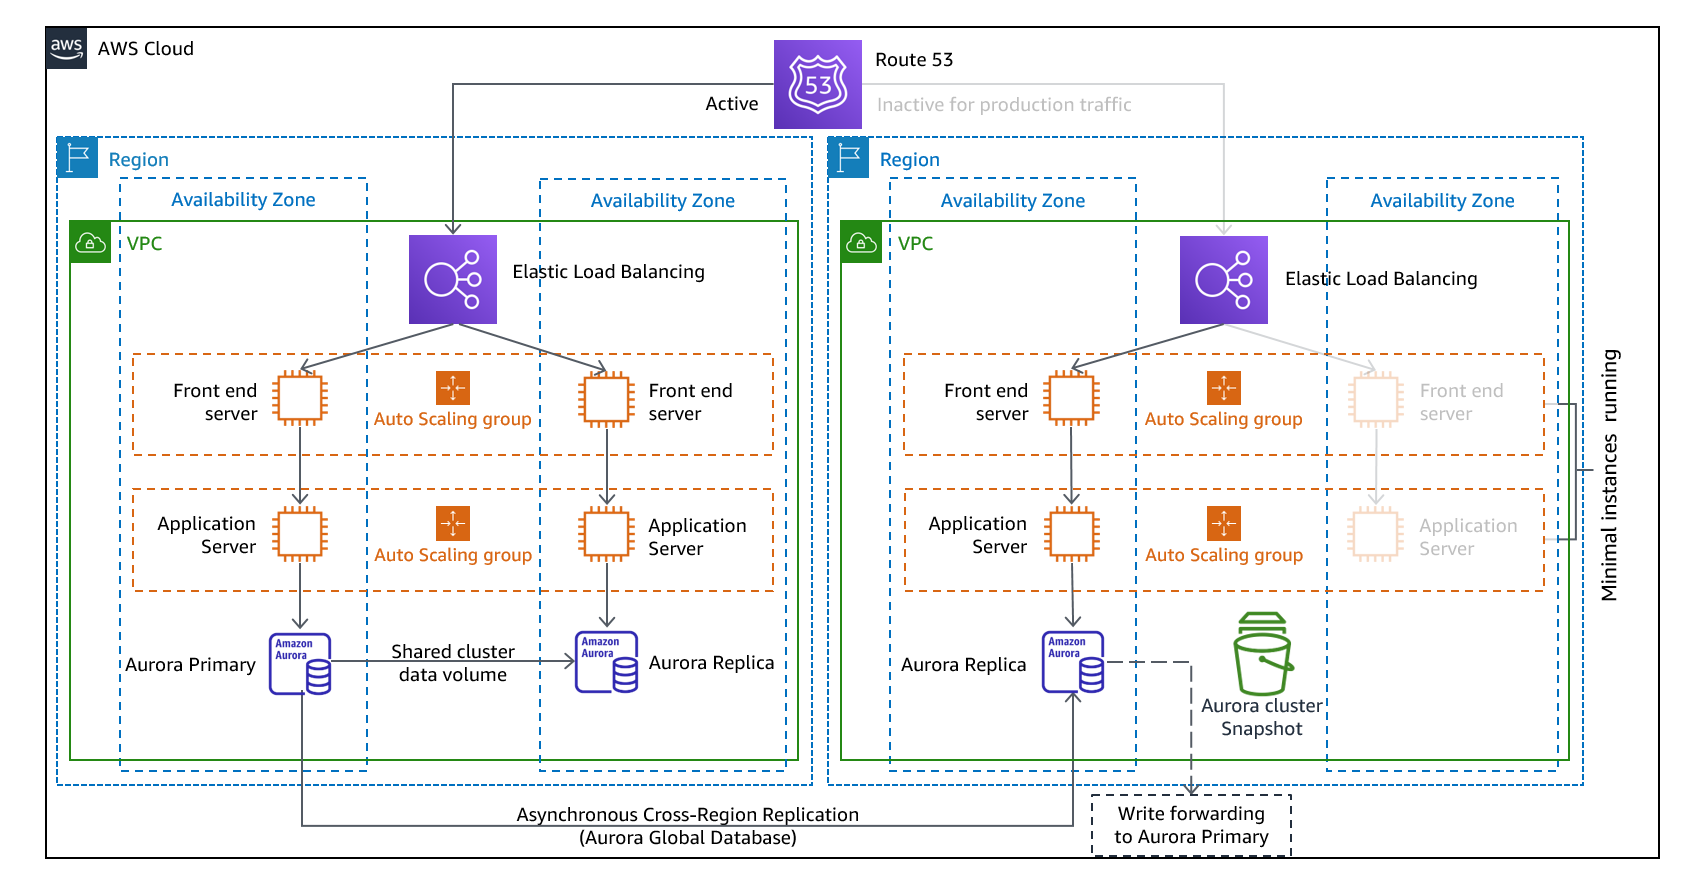 aws
AWS Cloud
53
Route 53
Active
Inactive for production traffic
Region
Availability Zone
Availability Zone
VPC
Elastic Load Balancing
Front end
server
Auto Scaling group
Front end
server
Application
Server
Auto Scaling group
Application
Server
Aurora Primary
Amazon
Aurora
Shared cluster
data volume
Amazon
Aurora
Aurora Replica
Region
Availability Zone
Availability Zone
VPC
Elastic Load Balancing
Front end
server
Auto Scaling group
Front end
server
Application
Server
Auto Scaling group
Application
Server
Minimal instances running
Aurora Replica
Amazon
Aurora
Aurora cluster
Snapshot
Asynchronous Cross-Region Replication
(Aurora Global Database)
Write forwarding
to Aurora Primary